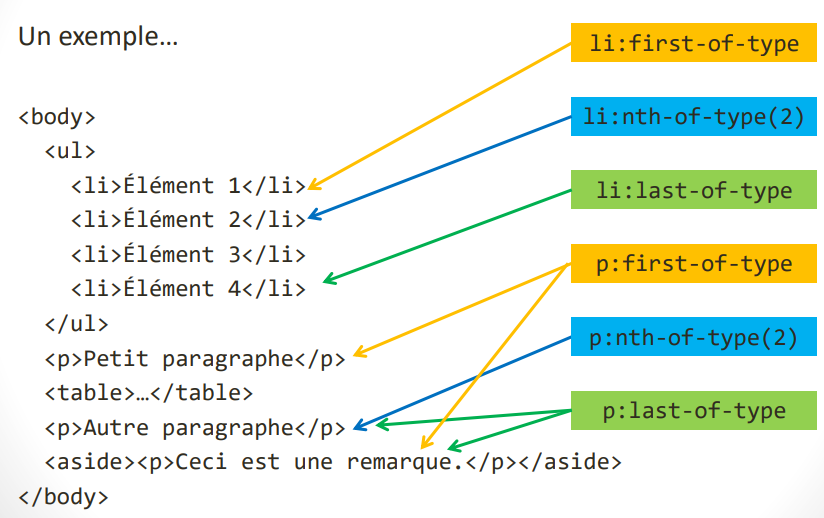 Un exemple…
<body>
<ul>
<li>Élément 1</li>
<li>Élément 2</li>
<li>Élément 3</li>
<li>Élément 4</li>
</ul>
<p>Petit paragraphe</p>
<table>…</table>
<p>Autre paragraphe</p>
<aside><p>Ceci est une remarque.</p></aside>
</body>
li:first-of-type
li:nth-of-type(2)
li:last-of-type
p:first-of-type
p:nth-of-type(2)
p:last-of-type